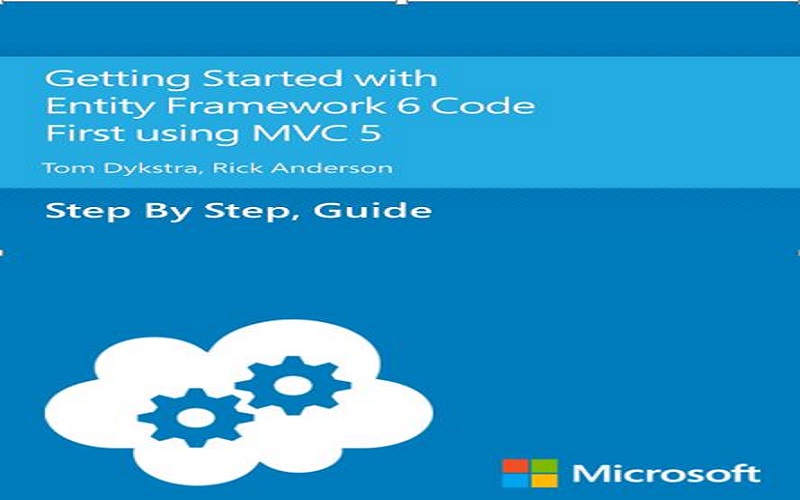 Getting Started with
Entity Framework 6 Code
First using MVC 5
Tom Dykstra, Rick Anderson
Step By Step, Guide
Microsoft